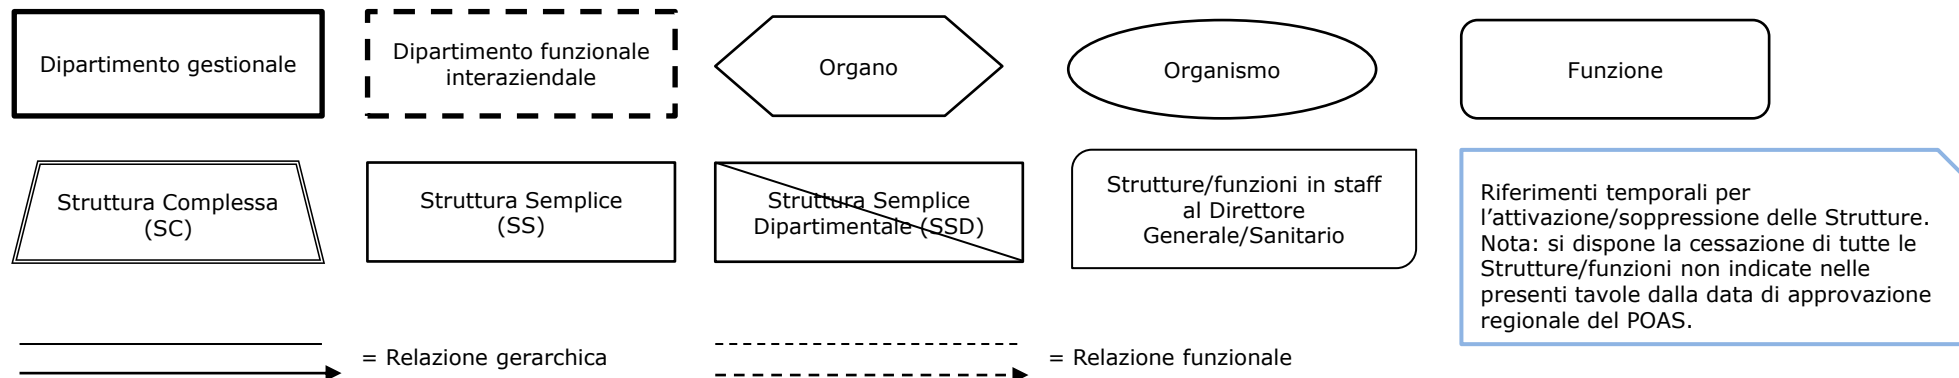 Dipartimento gestionale
Dipartimento funzionale
interaziendale
Organo
Organismo
Funzione
Struttura Complessa
(SC)
Struttura Semplice
(SS)
Struttura Semplice
Dipartimentale (SSD)
Strutture/funzioni in staff
al Direttore
Generale/Sanitario
Riferimenti temporali per
l’attivazione/soppressione delle Strutture.
Nota: si dispone la cessazione di tutte le
Strutture/funzioni non indicate nelle
presenti tavole dalla data di approvazione
regionale del POAS.
= Relazione gerarchica
= Relazione funzionale